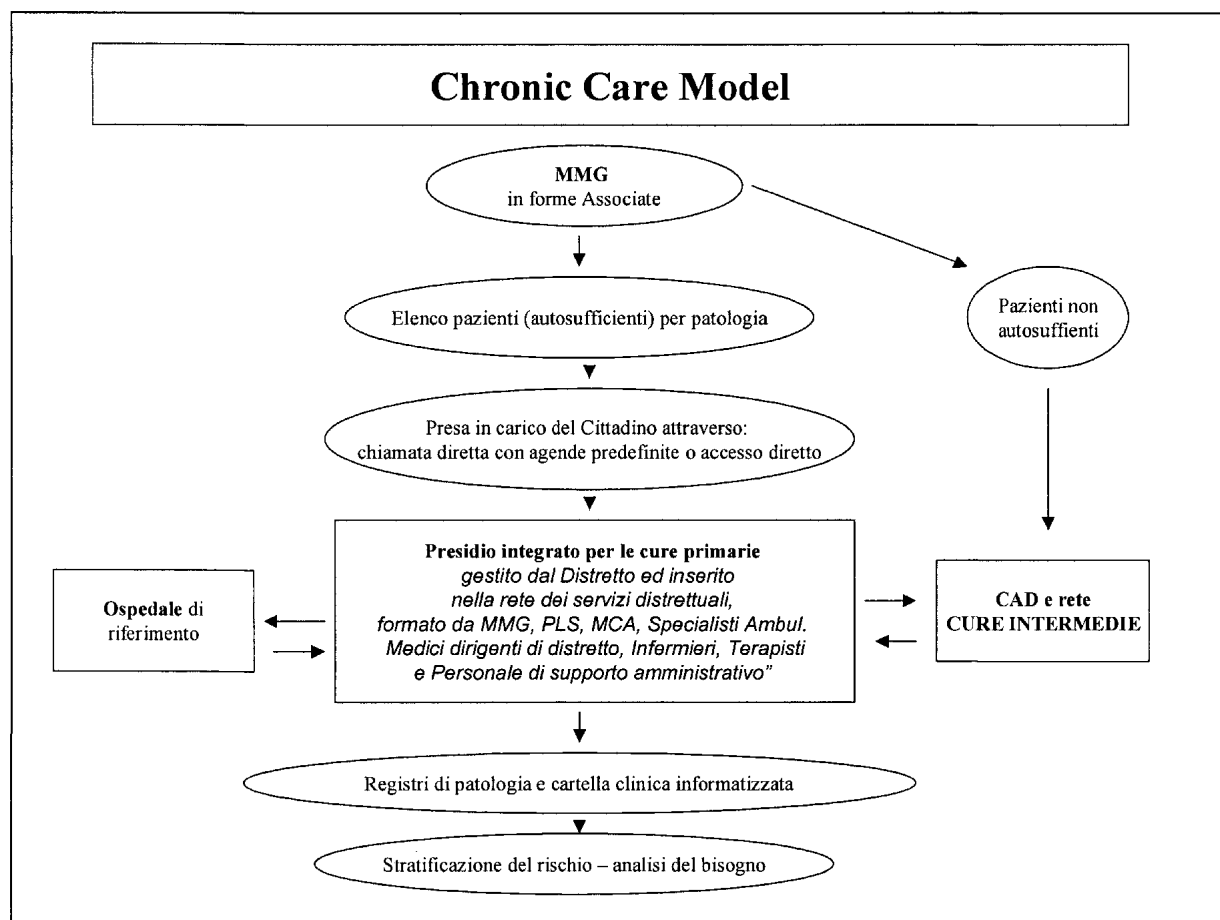 Chronic Care Model
MMG
in forme Associate
Elenco pazienti (autosufficienti) per patologia
Pazienti non
autosuffienti
Presa in carico del Cittadino attraverso:
chiamata diretta con agende predefinite o accesso diretto
Presidio integrato per le cure primarie
gestito dal Distretto ed inserito
nella rete dei servizi distrettuali,
formato da MMG, PLS, MCA, Specialisti Ambul.
Medici dirigenti di distretto, Infermieri, Terapisti
e Personale di supporto amministrativo”
Ospedale di
riferimento
CAD e rete
CURE INTERMEDIE
Registri di patologia e cartella clinica informatizzata
Stratificazione del rischio – analisi del bisogno